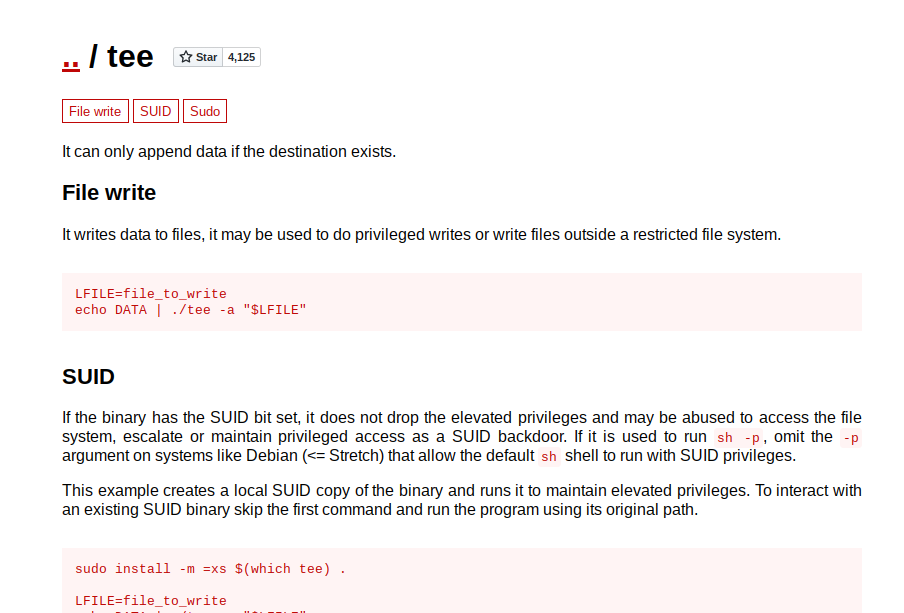 .. / tee Star 4,125
File write SUID Sudo
It can only append data if the destination exists.
File write
It writes data to files, it may be used to do privileged writes or write files outside a restricted file system.
LFILE=file_to_write
echo DATA | ./tee -a "$LFILE"
SUID
If the binary has the SUID bit set, it does not drop the elevated privileges and may be abused to access the file
system, escalate or maintain privileged access as a SUID backdoor. If it is used to run sh -p, omit the -p
argument on systems like Debian (<= Stretch) that allow the default sh shell to run with SUID privileges.
This example creates a local SUID copy of the binary and runs it to maintain elevated privileges. To interact with
an existing SUID binary skip the first command and run the program using its original path.
sudo install -m =xs $(which tee) .
LFILE=file_to_write